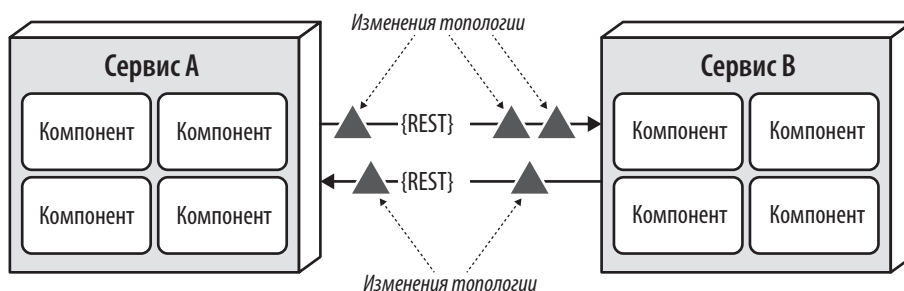 Изменения топологии
Сервис A
Сервис B
Компонент Компонент
{REST}
Компонент Компонент
{REST}
Компонент Компонент
Компонент Компонент
Изменения топологии